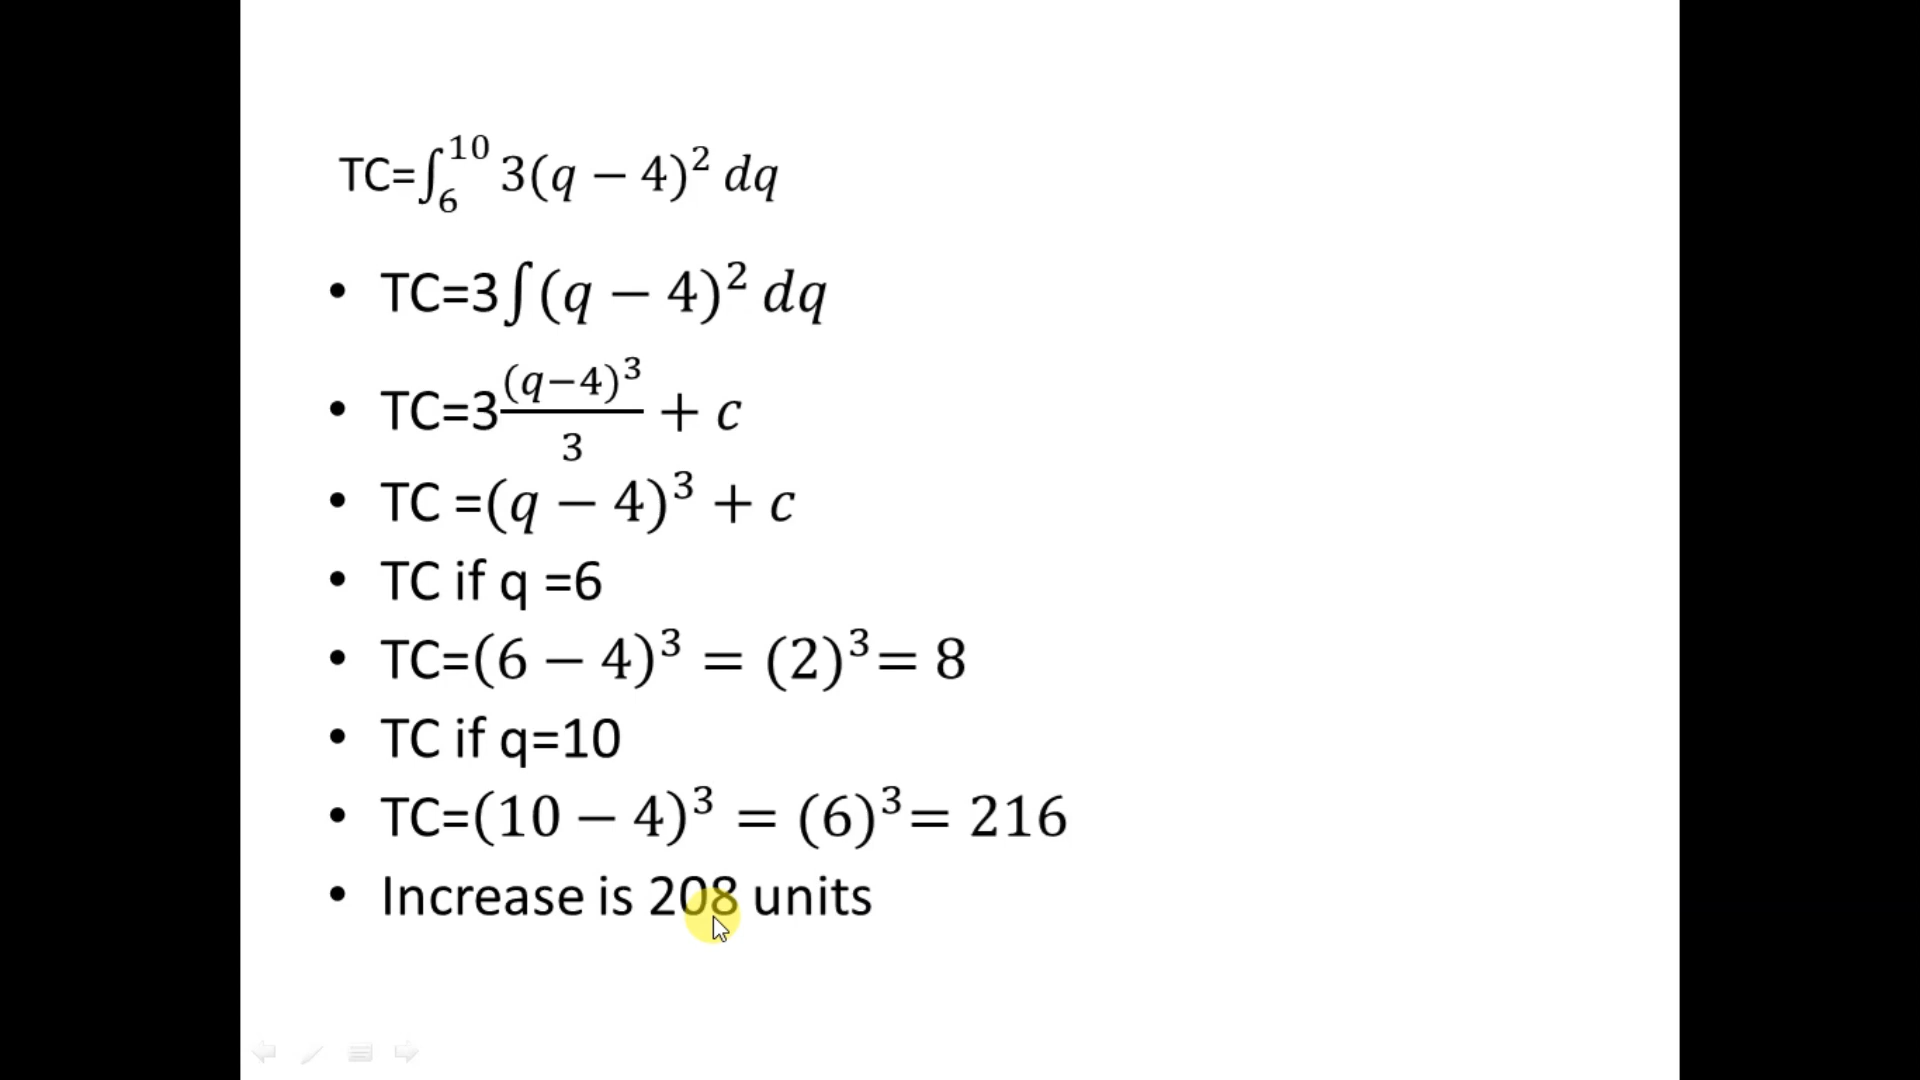 TC=∫₆¹⁰ 3(q − 4)² dq
• TC=3∫(q − 4)² dq
• TC=3 (q−4)³/3 + c
• TC =(q − 4)³ + c
• TC if q =6
• TC=(6 − 4)³ = (2)³= 8
• TC if q=10
• TC=(10 − 4)³ = (6)³= 216
• Increase is 208 units